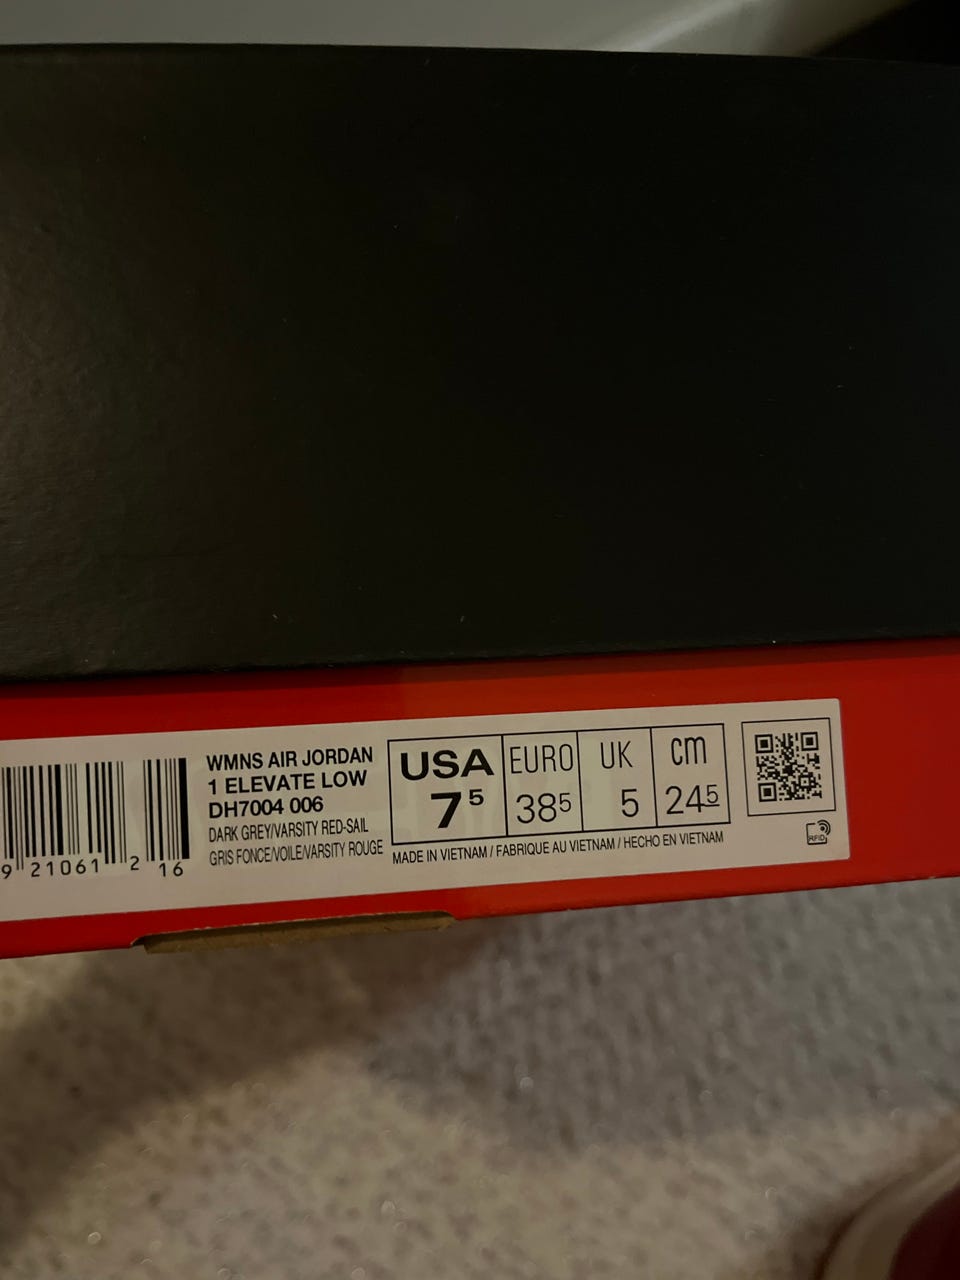 WMNS AIR JORDAN
1 ELEVATE LOW
DH7004 006
DARK GREY/VARSITY RED-SAIL
GRIS FONCE/VOILE/VARSITY ROUGE
9 21061 2 16
USA EURO UK cm
7⁵ 38⁵ 5 24⁵
MADE IN VIETNAM / FABRIQUE AU VIETNAM / HECHO EN VIETNAM
RFID